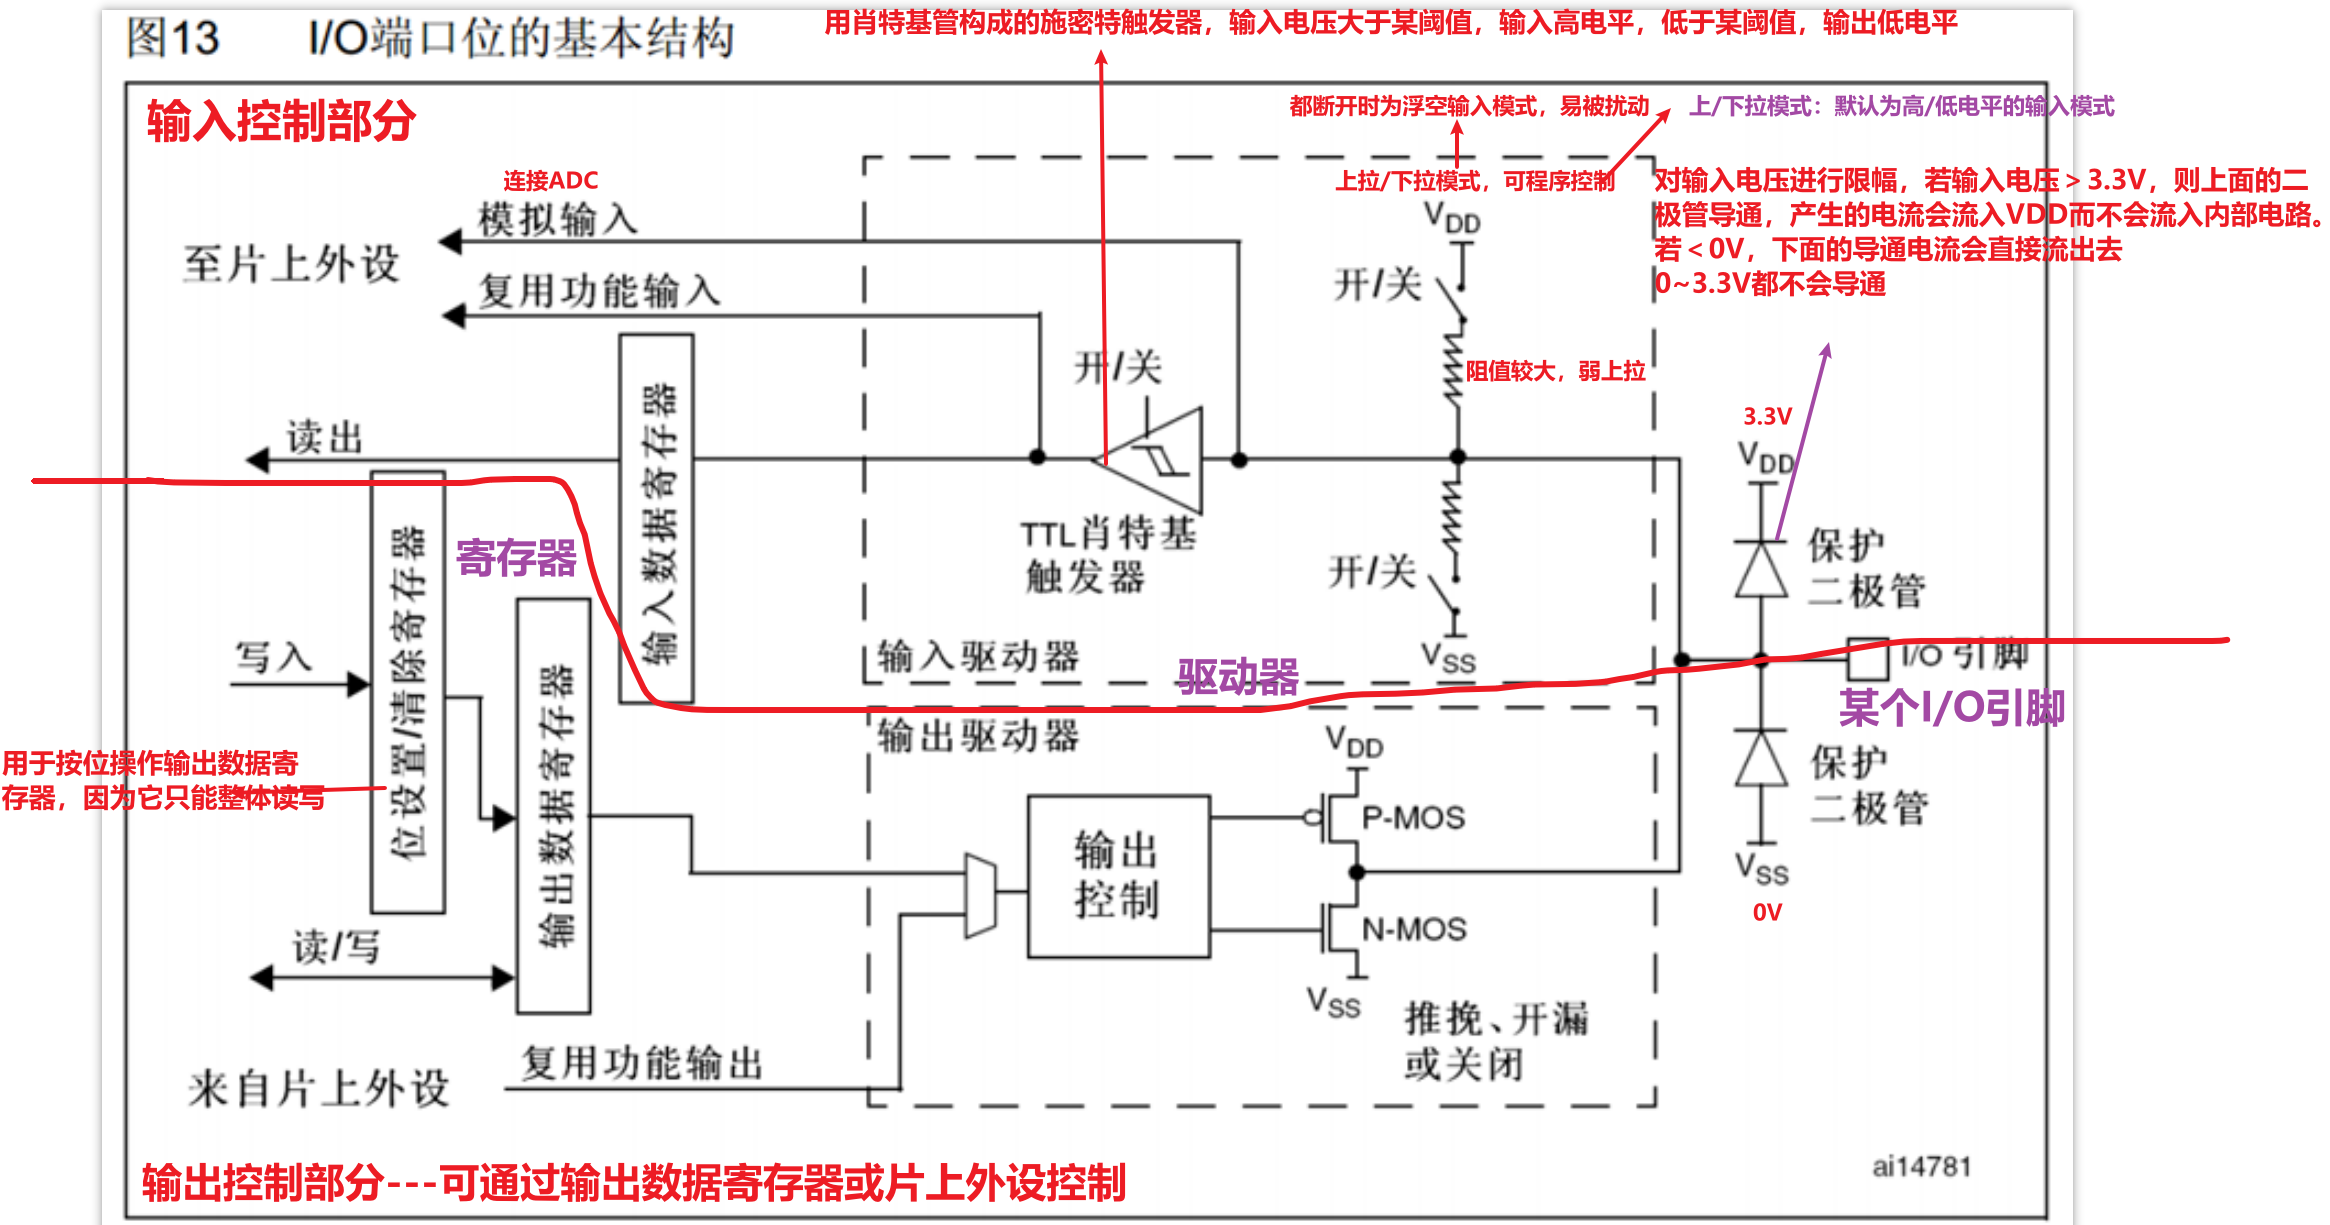 图13 I/O端口位的基本结构
用肖特基管构成的施密特触发器，输入电压大于某阈值，输入高电平，低于某阈值，输出低电平
输入控制部分
都断开时为浮空输入模式，易被扰动
上/下拉模式：默认为高/低电平的输入模式
连接ADC
上拉/下拉模式，可程序控制
对输入电压进行限幅，若输入电压＞3.3V，则上面的二
极管导通，产生的电流会流入VDD而不会流入内部电路。
若＜0V，下面的导通电流会直接流出去
0~3.3V都不会导通
模拟输入
VDD
至片上外设
复用功能输入
开/关
开/关
阻值较大，弱上拉
3.3V
读出
VDD
输入数据寄存器
TTL肖特基
触发器
寄存器
位设置/清除寄存器
开/关
保护
二极管
写入
输入驱动器
VSS
驱动器
I/O 引脚
某个I/O引脚
输出驱动器
VDD
用于按位操作输出数据寄
存器，因为它只能整体读写
输出数据寄存器
保护
二极管
P-MOS
输出
控制
VSS
0V
N-MOS
读/写
VSS
推挽、开漏
或关闭
复用功能输出
来自片上外设
ai14781
输出控制部分---可通过输出数据寄存器或片上外设控制